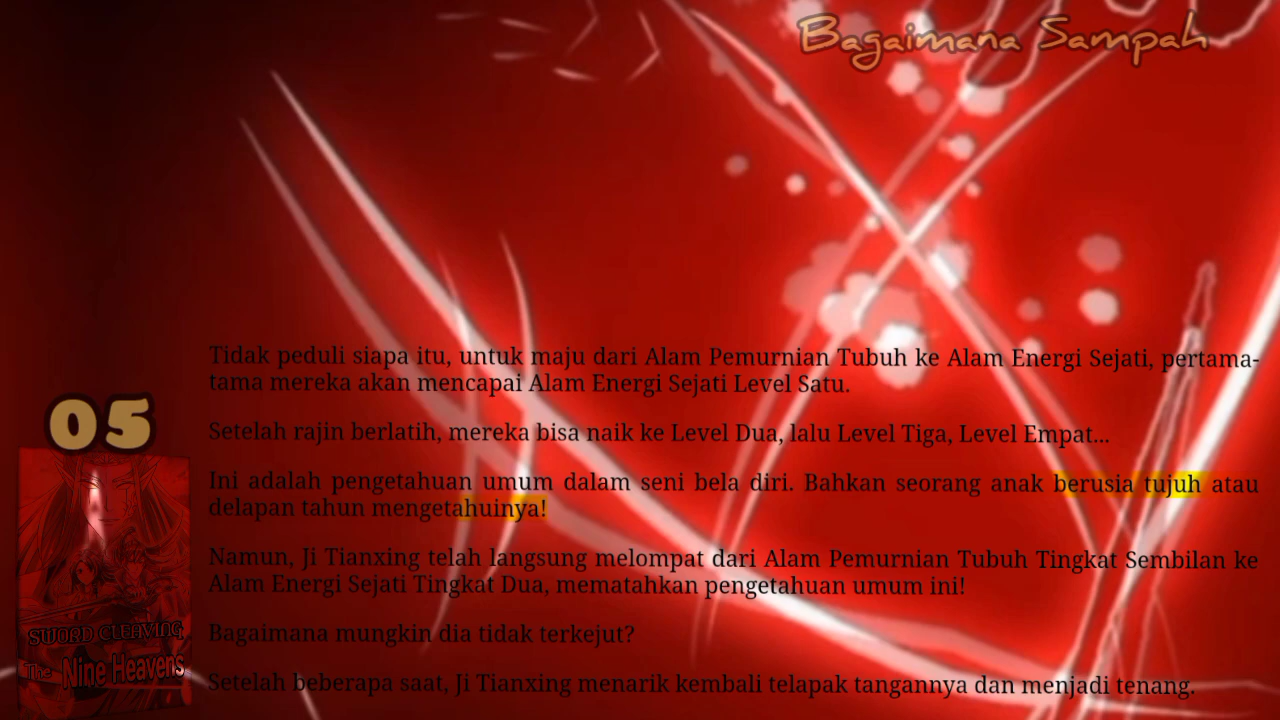 Bagaimana Sampah
Tidak peduli siapa itu, untuk maju dari Alam Pemurnian Tubuh ke Alam Energi Sejati, pertama-
tama mereka akan mencapai Alam Energi Sejati Level Satu.
Setelah rajin berlatih, mereka bisa naik ke Level Dua, lalu Level Tiga, Level Empat...
Ini adalah pengetahuan umum dalam seni bela diri. Bahkan seorang anak berusia tujuh atau
delapan tahun mengetahuinya!
Namun, Ji Tianxing telah langsung melompat dari Alam Pemurnian Tubuh Tingkat Sembilan ke
Alam Energi Sejati Tingkat Dua, mematahkan pengetahuan umum ini!
Bagaimana mungkin dia tidak terkejut?
Setelah beberapa saat, Ji Tianxing menarik kembali telapak tangannya dan menjadi tenang.
05
SWORD CLEAVING
The Nine Heavens